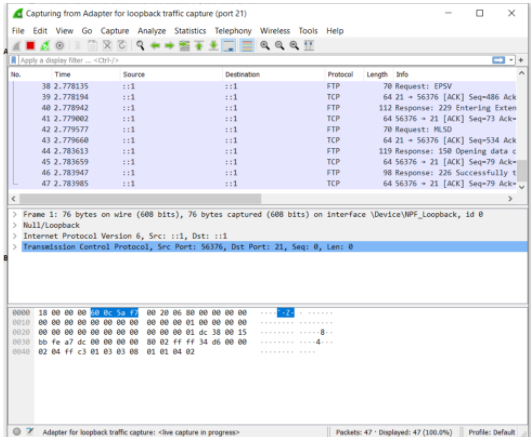 Capturing from Adapter for loopback traffic capture (port 21)
File Edit View Go Capture Analyze Statistics Telephony Wireless Tools Help
Apply a display filter ... <Ctrl-/>
No. Time Source Destination Protocol Length Info
38 2.778135 ::1 ::1 FTP 70 Request: EPSV
39 2.778194 ::1 ::1 TCP 64 21 → 56376 [ACK] Seq=486 Ack
40 2.778942 ::1 ::1 FTP 112 Response: 229 Entering Exten
41 2.779002 ::1 ::1 TCP 64 56376 → 21 [ACK] Seq=73 Ack=
42 2.779577 ::1 ::1 FTP 70 Request: MLSD
43 2.779660 ::1 ::1 TCP 64 21 → 56376 [ACK] Seq=534 Ack
44 2.783613 ::1 ::1 FTP 119 Response: 150 Opening data c
45 2.783659 ::1 ::1 TCP 64 56376 → 21 [ACK] Seq=79 Ack=
46 2.783947 ::1 ::1 FTP 98 Response: 226 Successfully t
47 2.783985 ::1 ::1 TCP 64 56376 → 21 [ACK] Seq=79 Ack=
Frame 1: 76 bytes on wire (608 bits), 76 bytes captured (608 bits) on interface \Device\NPF_Loopback, id 0
Null/Loopback
Internet Protocol Version 6, Src: ::1, Dst: ::1
Transmission Control Protocol, Src Port: 56376, Dst Port: 21, Seq: 0, Len: 0
0000 18 00 00 00 60 0c 5a f7 00 20 06 80 00 00 00 00 ····`·Z· · ······
0010 00 00 00 00 00 00 00 00 00 00 00 01 00 00 00 00 ········ ········
0020 00 00 00 00 00 00 00 00 00 00 00 01 dc 38 00 15 ········ ·····8··
0030 bb fe a7 dc 00 00 00 00 80 02 ff ff 34 d6 00 00 ········ ····4···
0040 02 04 ff c3 01 03 03 08 01 01 04 02 ········ ····
Adapter for loopback traffic capture: <live capture in progress> Packets: 47 · Displayed: 47 (100.0%) Profile: Default